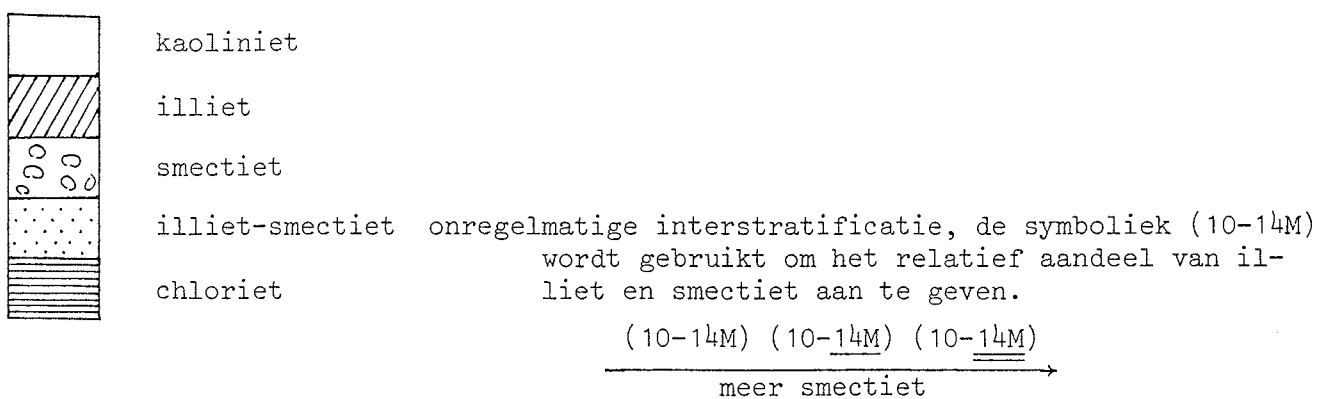 kaoliniet
illiet
smectiet
illiet-smectiet onregelmatige interstratificatie, de symboliek (10-14M)
wordt gebruikt om het relatief aandeel van il-
chloriet liet en smectiet aan te geven.
(10-14M) (10-14M) (10-14M)
meer smectiet